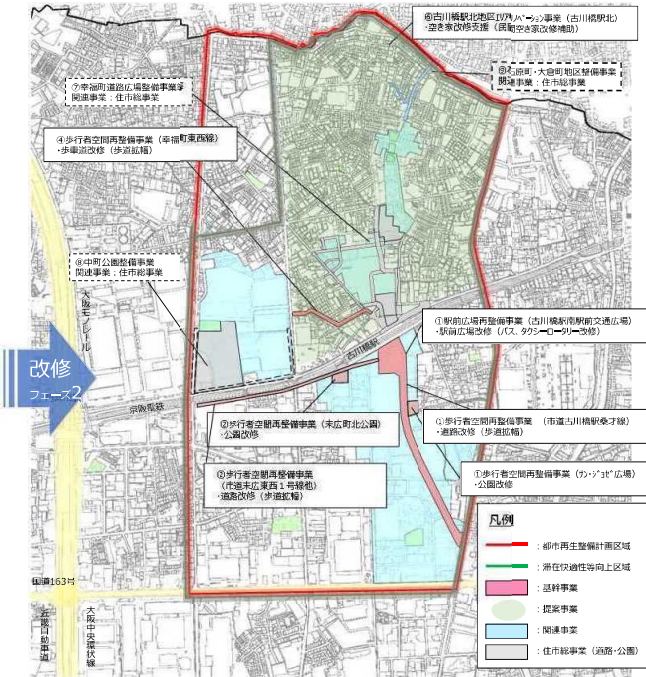 ⑥古川橋駅北地区エリアリノベーション事業（古川橋駅北）
・空き家改修支援（民間空き家改修補助）
⑦幸福町道路広場整備事業等
関連事業：住市総事業
⑨石原町・大倉町地区整備事業
関連事業：住市総事業
④歩行者空間再整備事業（幸福町東西線）
・歩車道改修（歩道拡幅）
⑧中町公園整備事業
関連事業：住市総事業
大阪モノレール
改修
フェーズ2
古川橋駅
京阪電鉄
①駅前広場再整備事業（古川橋駅南駅前交通広場）
・駅前広場改修（バス、タクシーロータリー改修）
②歩行者空間再整備事業（末広町北公園）
・公園改修
①歩行者空間再整備事業（市道古川橋駅桑才線）
・道路改修（歩道拡幅）
②歩行者空間再整備事業
（市道末広東西１号線他）
・道路改修（歩道拡幅）
①歩行者空間再整備事業（サン・ジョゼ広場）
・公園改修
凡例
：都市再生整備計画区域
：滞在快適性等向上区域
：基幹事業
：提案事業
：関連事業
：住市総事業（道路・公園）
国道163号
近畿自動車道
大阪中央環状線